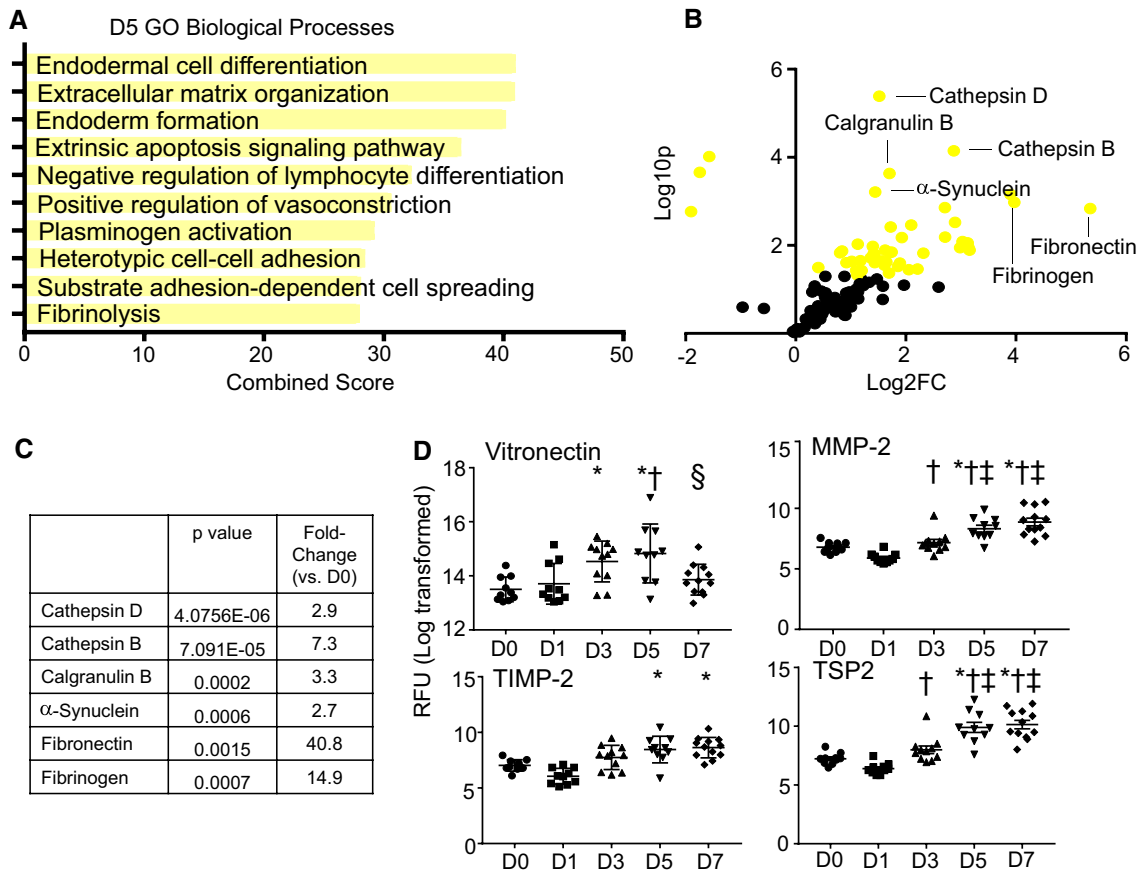 A
D5 GO Biological Processes
Endodermal cell differentiation
Extracellular matrix organization
Endoderm formation
Extrinsic apoptosis signaling pathway
Negative regulation of lymphocyte differentiation
Positive regulation of vasoconstriction
Plasminogen activation
Heterotypic cell-cell adhesion
Substrate adhesion-dependent cell spreading
Fibrinolysis
0 10 20 30 40 50
Combined Score
B
6
4
2
-2 0 2 4 6
Log10p
Log2FC
Cathepsin D
Calgranulin B
Cathepsin B
α-Synuclein
Fibronectin
Fibrinogen
C
p value Fold-Change (vs. D0)
Cathepsin D 4.0756E-06 2.9
Cathepsin B 7.091E-05 7.3
Calgranulin B 0.0002 3.3
α-Synuclein 0.0006 2.7
Fibronectin 0.0015 40.8
Fibrinogen 0.0007 14.9
D
RFU (Log transformed)
Vitronectin
* *† §
18
16
14
12
D0 D1 D3 D5 D7
MMP-2
† *†‡ *†‡
15
10
5
0
D0 D1 D3 D5 D7
TIMP-2
* *
15
10
5
0
D0 D1 D3 D5 D7
TSP2
† *†‡ *†‡
15
10
5
0
D0 D1 D3 D5 D7